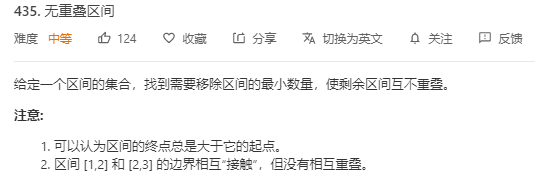 435. 无重叠区间
难度 中等 124 收藏 分享 切换为英文 关注 反馈
给定一个区间的集合，找到需要移除区间的最小数量，使剩余区间互不重叠。
注意:
1. 可以认为区间的终点总是大于它的起点。
2. 区间 [1,2] 和 [2,3] 的边界相互“接触”，但没有相互重叠。